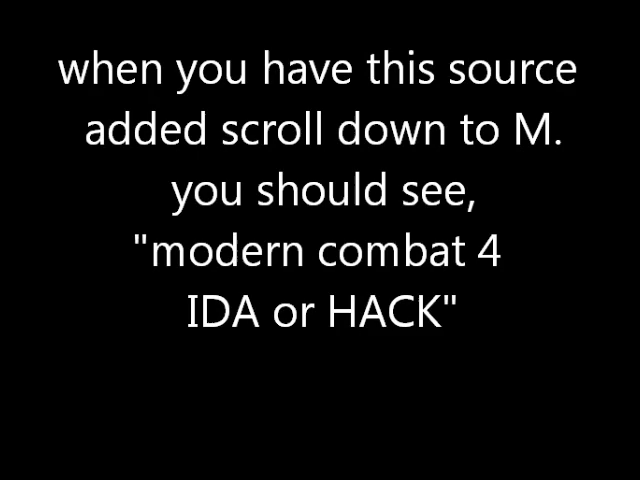 when you have this source
added scroll down to M.
you should see,
"modern combat 4
IDA or HACK"